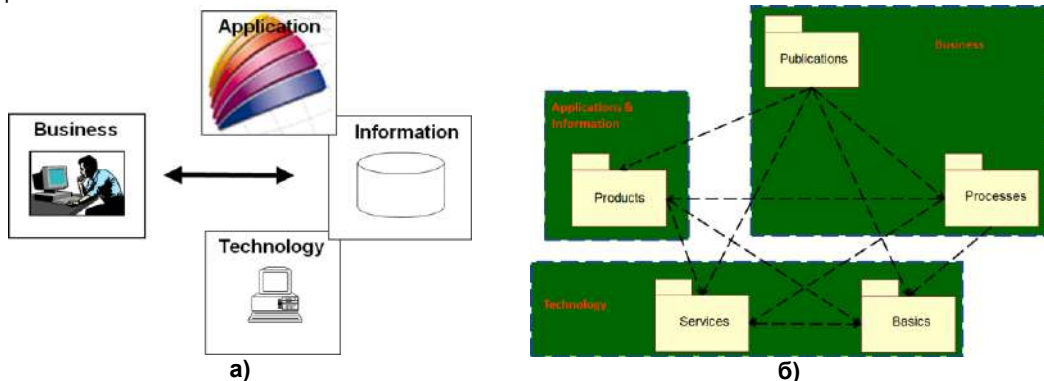 Application
Business
Information
Technology
а)
Publications
Business
Applications &
Information
Products
Processes
Technology
Services
Basics
б)